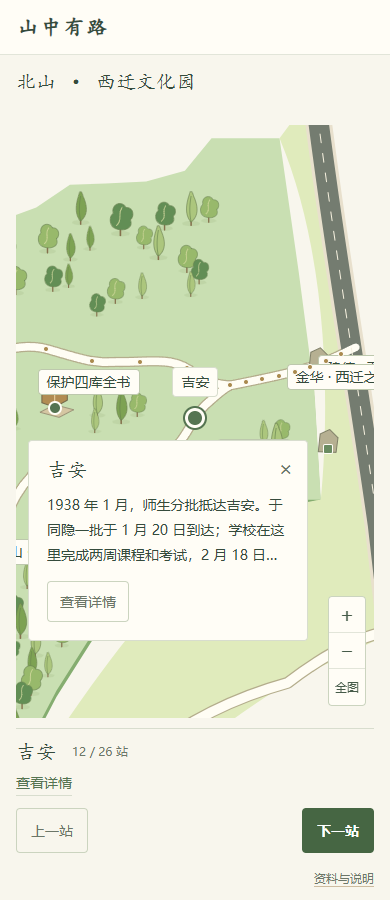 山中有路
北山 • 西迁文化园
保护四库全书
吉安
金华 · 西迁之
吉安
×
1938 年 1 月，师生分批抵达吉安。于
同隐一批于 1 月 20 日到达；学校在这
里完成两周课程和考试，2 月 18 日…
查看详情
山
+
−
全图
吉安 12 / 26 站
查看详情
上一站
下一站
资料与说明